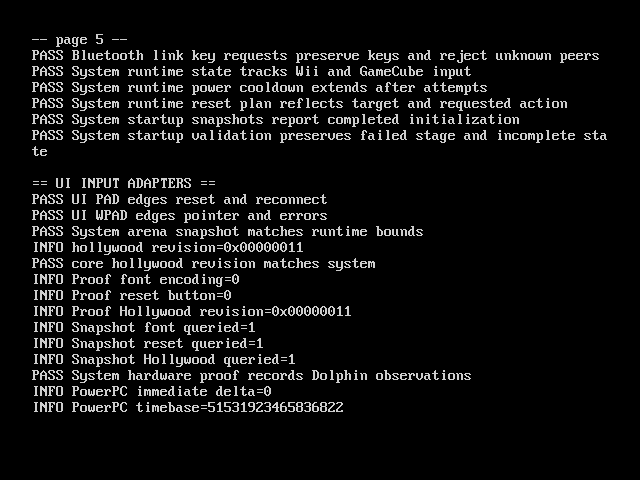 -- page 5 --
PASS Bluetooth link key requests preserve keys and reject unknown peers
PASS System runtime state tracks Wii and GameCube input
PASS System runtime power cooldown extends after attempts
PASS System runtime reset plan reflects target and requested action
PASS System startup snapshots report completed initialization
PASS System startup validation preserves failed stage and incomplete sta
te
== UI INPUT ADAPTERS ==
PASS UI PAD edges reset and reconnect
PASS UI WPAD edges pointer and errors
PASS System arena snapshot matches runtime bounds
INFO hollywood revision=0x00000011
PASS core hollywood revision matches system
INFO Proof font encoding=0
INFO Proof reset button=0
INFO Proof Hollywood revision=0x00000011
INFO Snapshot font queried=1
INFO Snapshot reset queried=1
INFO Snapshot Hollywood queried=1
PASS System hardware proof records Dolphin observations
INFO PowerPC immediate delta=0
INFO PowerPC timebase=51531923465836822